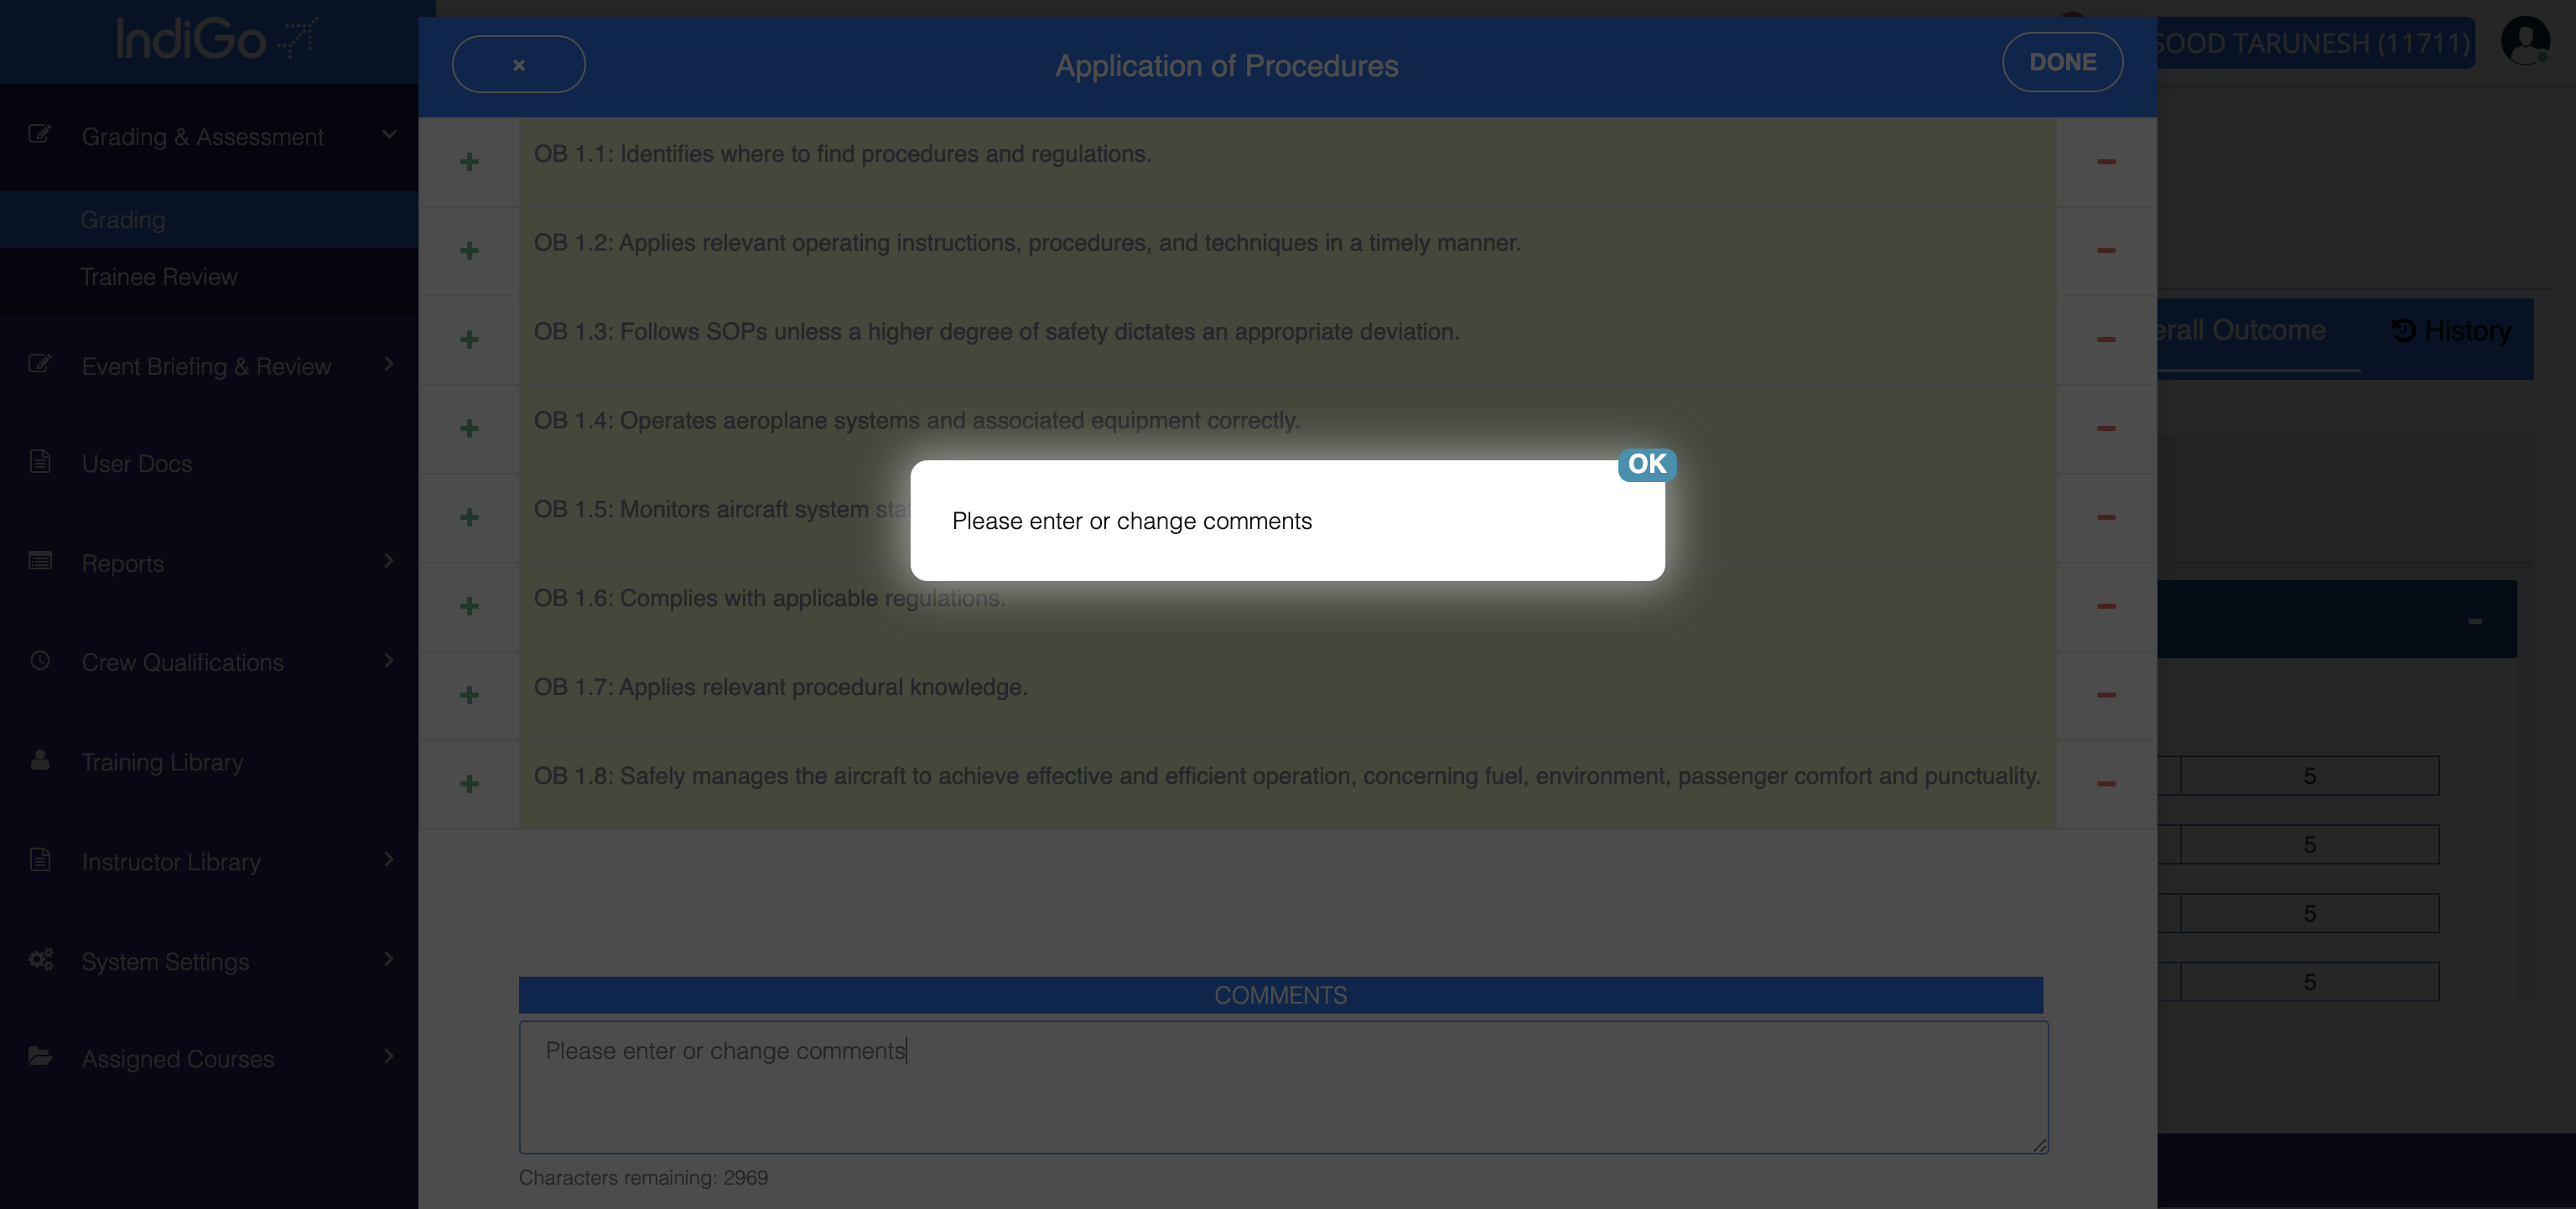 IndiGo
Application of Procedures
DONE
SOOD TARUNESH (11711)
Grading & Assessment
Grading
Trainee Review
Event Briefing & Review
User Docs
Reports
Crew Qualifications
Training Library
Instructor Library
System Settings
Assigned Courses
OB 1.1: Identifies where to find procedures and regulations.
OB 1.2: Applies relevant operating instructions, procedures, and techniques in a timely manner.
OB 1.3: Follows SOPs unless a higher degree of safety dictates an appropriate deviation.
OB 1.4: Operates aeroplane systems and associated equipment correctly.
OB 1.5: Monitors aircraft system
OB 1.6: Complies with applicable regulations.
OB 1.7: Applies relevant procedural knowledge.
OB 1.8: Safely manages the aircraft to achieve effective and efficient operation, concerning fuel, environment, passenger comfort and punctuality.
OK
Please enter or change comments
COMMENTS
Please enter or change comments
Characters remaining: 2969
Outcome
History
5
5
5
5